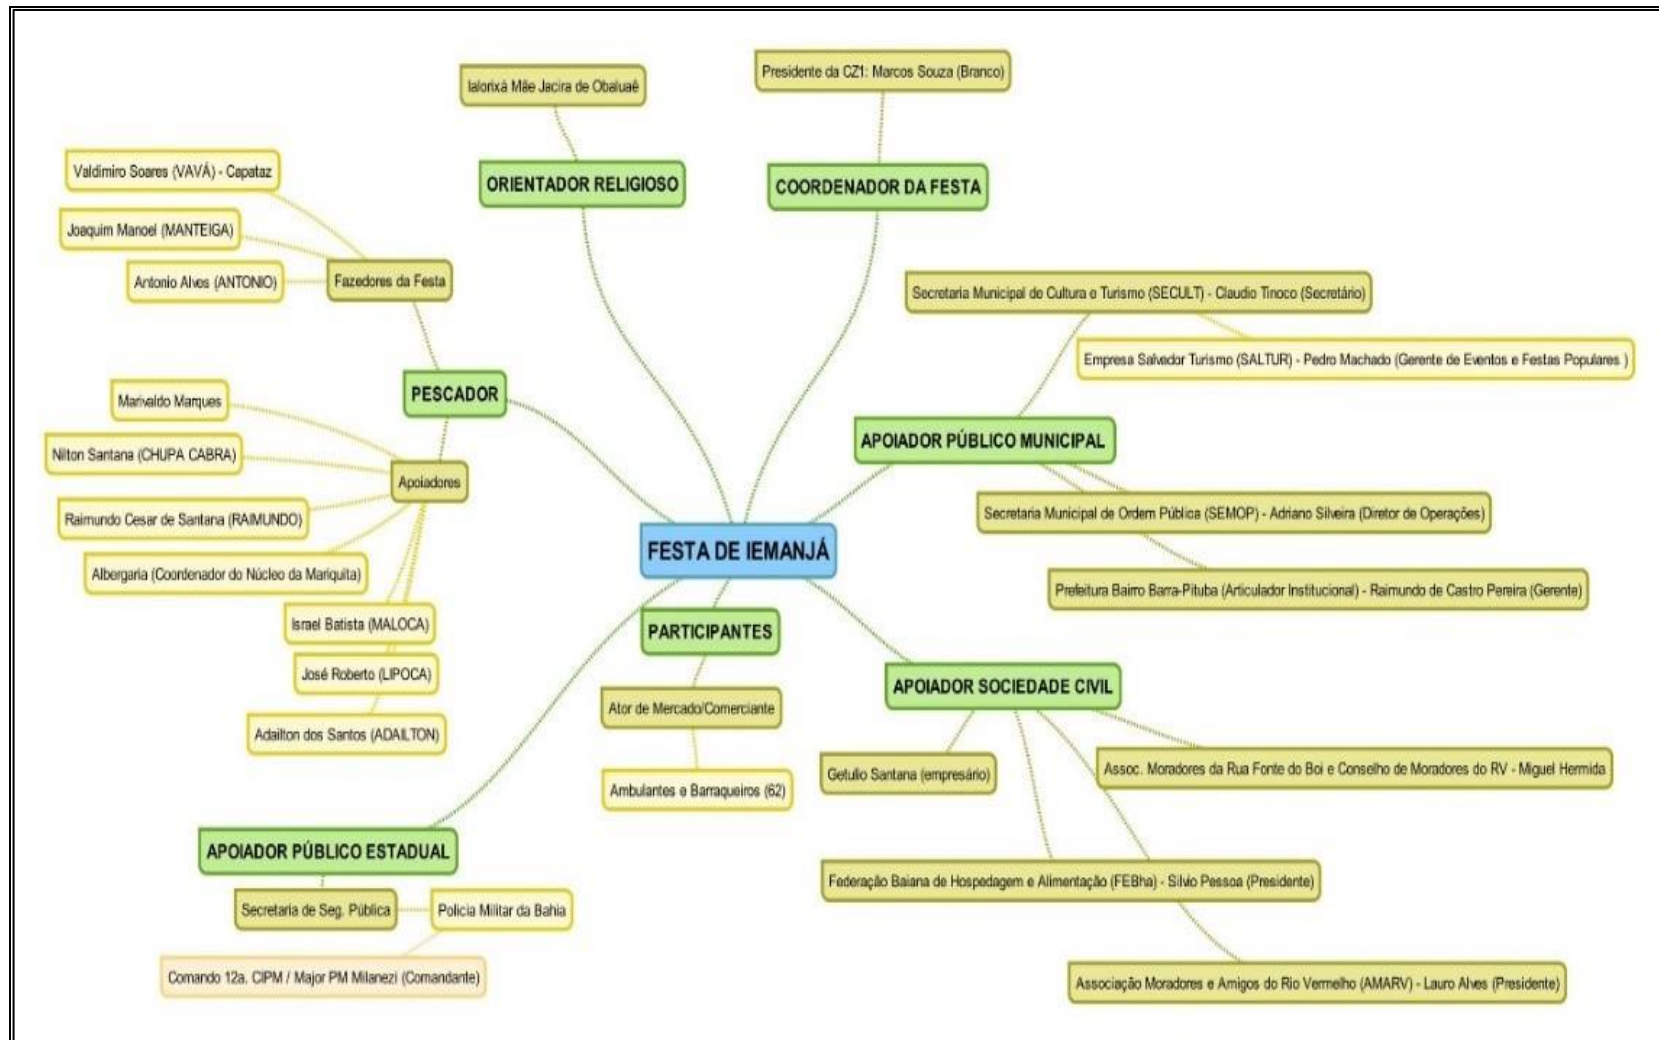 Presidente da CZ1: Marcos Souza (Branco)
Ialorixá Mãe Jacira de Obaluaê
Valdimiro Soares (VAVÁ) - Capataz
ORIENTADOR RELIGIOSO
COORDENADOR DA FESTA
Joaquim Manoel (MANTEIGA)
Antonio Alves (ANTONIO)
Fazedores da Festa
Secretaria Municipal de Cultura e Turismo (SECULT) - Claudio Tinoco (Secretário)
Empresa Salvador Turismo (SALTUR) - Pedro Machado (Gerente de Eventos e Festas Populares )
PESCADOR
Marivaldo Marques
APOIADOR PÚBLICO MUNICIPAL
Nilton Santana (CHUPA CABRA)
Apoiadores
Raimundo Cesar de Santana (RAIMUNDO)
Secretaria Municipal de Ordem Pública (SEMOP) - Adriano Silveira (Diretor de Operações)
FESTA DE IEMANJÁ
Albergaria (Coordenador do Núcleo da Mariquita)
Prefeitura Bairro Barra-Pituba (Articulador Institucional) - Raimundo de Castro Pereira (Gerente)
Israel Batista (MALOCA)
PARTICIPANTES
José Roberto (LIPOCA)
APOIADOR SOCIEDADE CIVIL
Ator de Mercado/Comerciante
Adailton dos Santos (ADAILTON)
Getulio Santana (empresário)
Assoc. Moradores da Rua Fonte do Boi e Conselho de Moradores do RV - Miguel Hermida
Ambulantes e Barraqueiros (62)
APOIADOR PÚBLICO ESTADUAL
Federação Baiana de Hospedagem e Alimentação (FEBha) - Silvio Pessoa (Presidente)
Secretaria de Seg. Pública
Policia Militar da Bahia
Comando 12a. CIPM / Major PM Milanezi (Comandante)
Associação Moradores e Amigos do Rio Vermelho (AMARV) - Lauro Alves (Presidente)